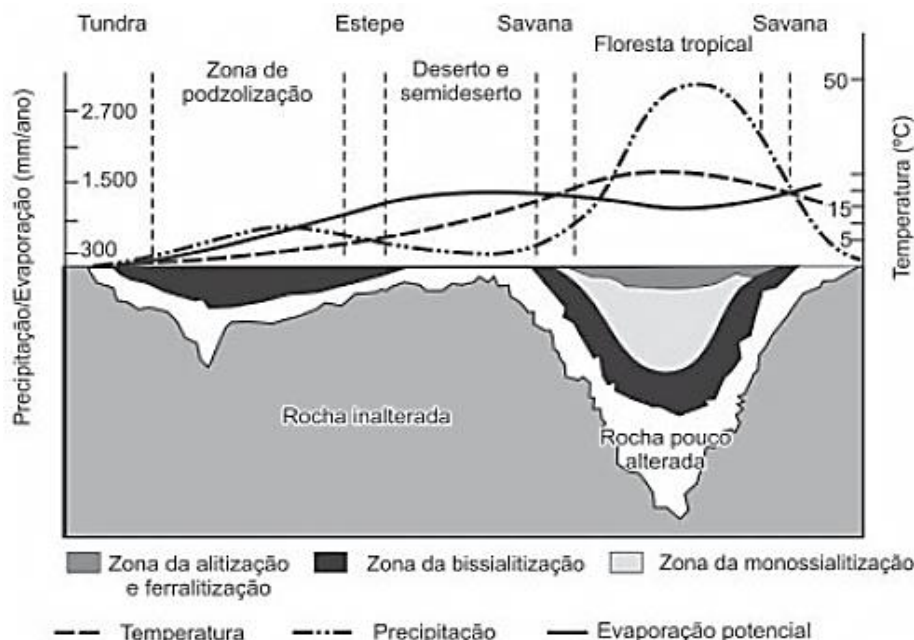 Tundra
Estepe
Savana
Savana
Floresta tropical
Zona de
podzolização
Deserto e
semideserto
Precipitação/Evaporação (mm/ano)
2.700
1.500
300
50
15
5
Temperatura (ºC)
Rocha inalterada
Rocha pouco
alterada
Zona da alitização
e ferralitização
Zona da bissialitização
Zona da monossialitização
Temperatura
Precipitação
Evaporação potencial